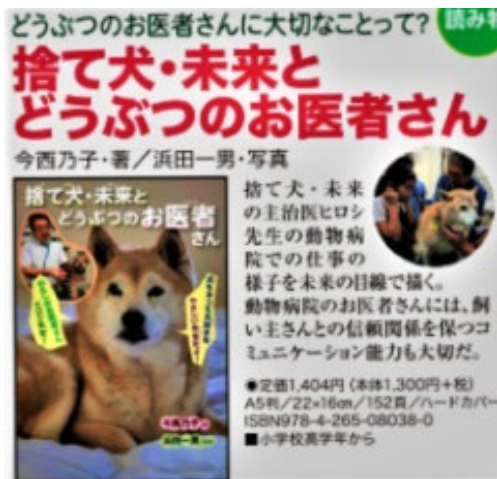 どうぶつのお医者さんに大切なことって?
読み物
捨て犬・未来と
どうぶつのお医者さん
今西乃子・著/浜田一男・写真
捨て犬・未来と
どうぶつのお医者
さん
今西乃子
浜田一男
捨て犬・未来
の主治医ヒロシ
先生の動物病
院での仕事の
様子を未来の目線で描く。
動物病院のお医者さんには、飼
い主さんとの信頼関係を保つコ
ミュニケーション能力も大切だ。
●定価1,404円(本体1,300円+税)
A5判/22×16cm/152頁/ハードカバー
ISBN978-4-265-08038-0
■小学校高学年から